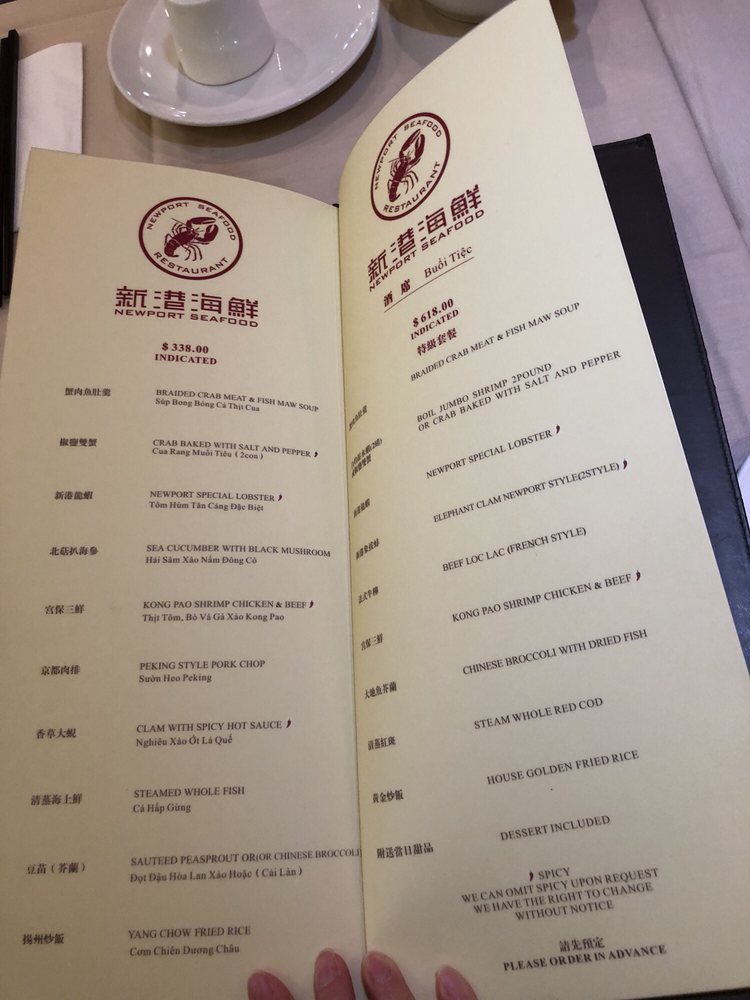 NEWPORT SEAFOOD
RESTAURANT
新港海鮮
NEWPORT SEAFOOD
$ 338.00
INDICATED
蟹肉魚肚羹
BRAIDED CRAB MEAT & FISH MAW SOUP
Súp Bong Bóng Cá Thịt Cua
椒鹽雙蟹
CRAB BAKED WITH SALT AND PEPPER
Cua Rang Muối Tiêu ( 2con )
新港龍蝦
NEWPORT SPECIAL LOBSTER
Tôm Hùm Tân Cảng Đặc Biệt
北菇扒海參
SEA CUCUMBER WITH BLACK MUSHROOM
Hải Sâm Xào Nấm Đông Cô
宮保三鮮
KONG PAO SHRIMP CHICKEN & BEEF
Thịt Tôm, Bò Và Gà Xào Kong Pao
京都肉排
PEKING STYLE PORK CHOP
Sườn Heo Peking
香草大蜆
CLAM WITH SPICY HOT SAUCE
Nghiêu Xào Ớt Lá Quế
清蒸海上鮮
STEAMED WHOLE FISH
Cá Hấp Gừng
豆苗（芥蘭）
SAUTEED PEASPROUT OR(OR CHINESE BROCCOLI
Đọt Đậu Hòa Lan Xào Hoặc ( Cải Làn )
揚州炒飯
YANG CHOW FRIED RICE
Cơm Chiên Dương Châu
NEWPORT SEAFOOD
RESTAURANT
新港海鮮
NEWPORT SEAFOOD
酒席 Buổi Tiệc
$ 618.00
INDICATED
特級套餐
BRAIDED CRAB MEAT & FISH MAW SOUP
BOIL JUMBO SHRIMP 2POUND
OR CRAB BAKED WITH SALT AND PEPPER
NEWPORT SPECIAL LOBSTER
ELEPHANT CLAM NEWPORT STYLE(2STYLE)
法式牛柳
BEEF LOC LAC (FRENCH STYLE)
宮保三鮮
KONG PAO SHRIMP CHICKEN & BEEF
大地魚芥蘭
CHINESE BROCCOLI WITH DRIED FISH
清蒸紅斑
STEAM WHOLE RED COD
黃金炒飯
HOUSE GOLDEN FRIED RICE
附送當日甜品
DESSERT INCLUDED
SPICY
WE CAN OMIT SPICY UPON REQUEST
WE HAVE THE RIGHT TO CHANGE
WITHOUT NOTICE
請先預定
PLEASE ORDER IN ADVANCE